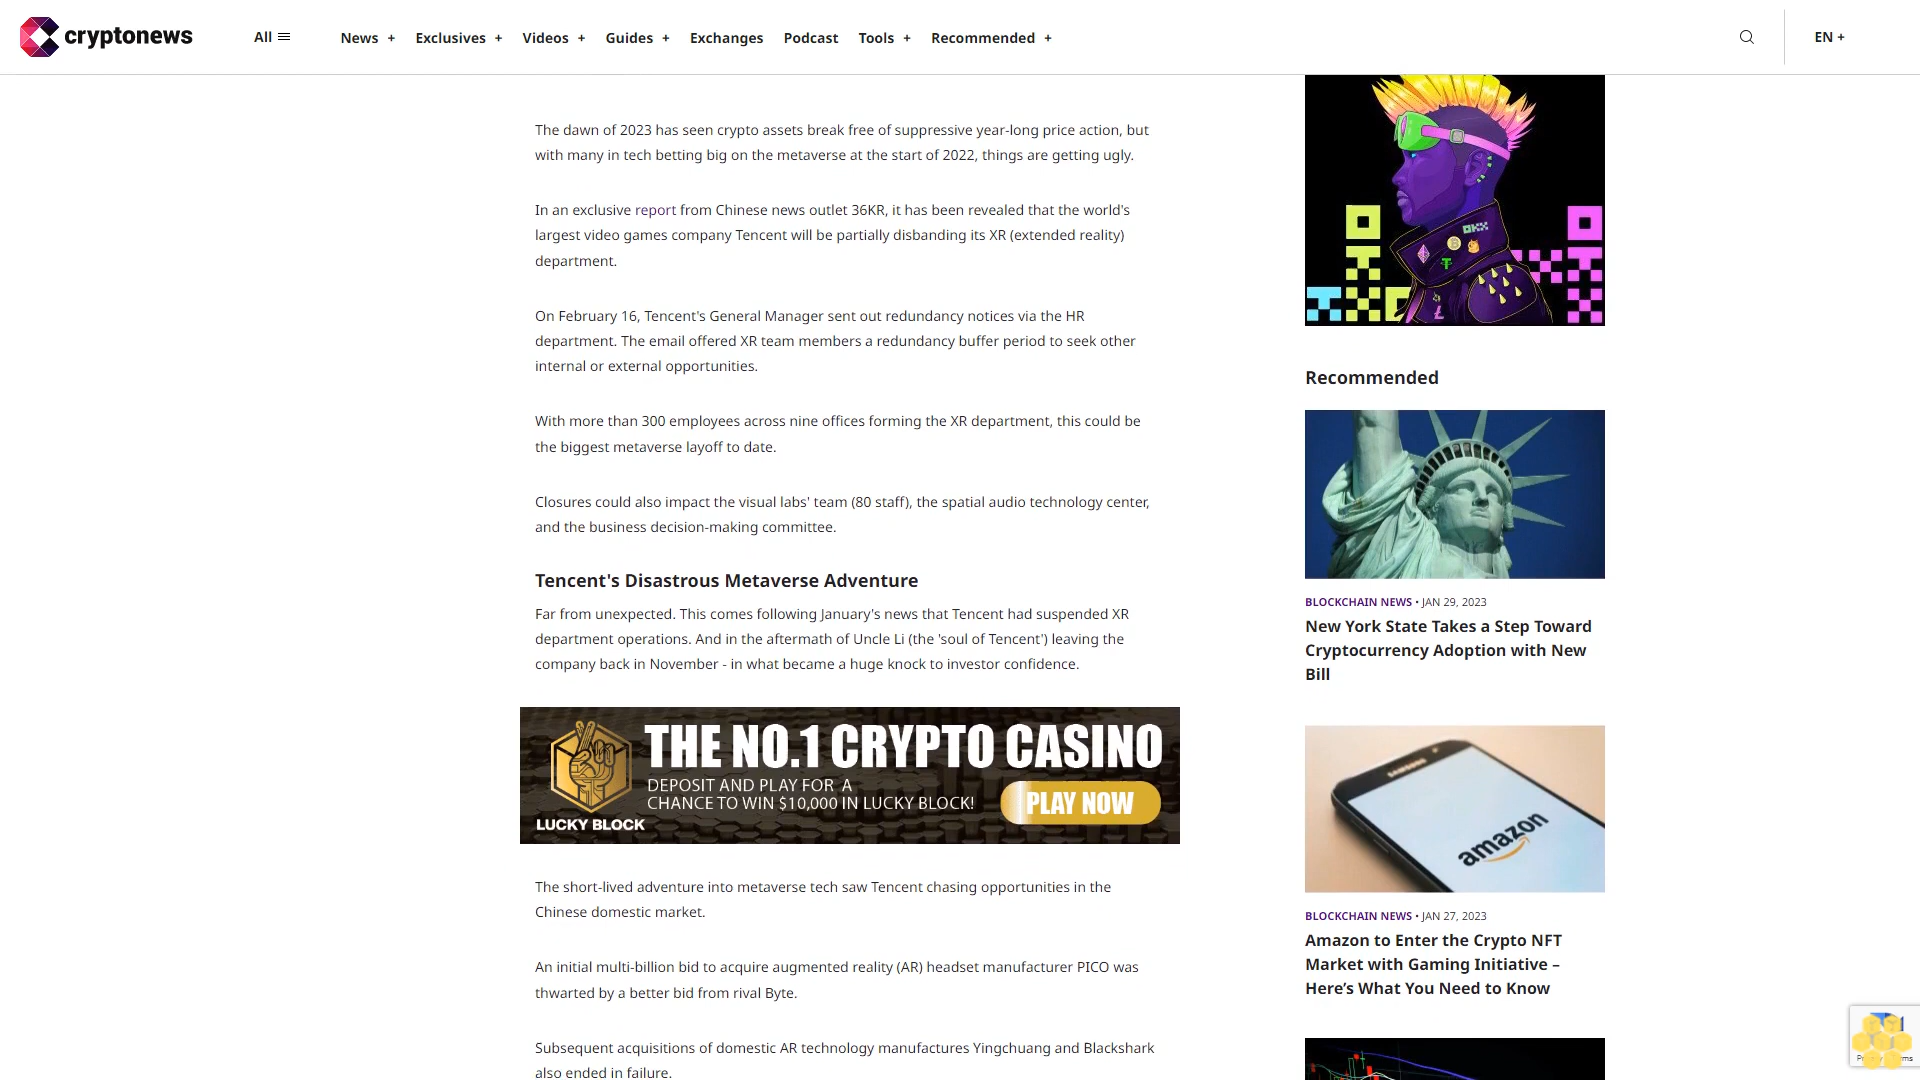 cryptonews
All
News +
Exclusives +
Videos +
Guides +
Exchanges
Podcast
Tools +
Recommended +
EN +
The dawn of 2023 has seen crypto assets break free of suppressive year-long price action, but
with many in tech betting big on the metaverse at the start of 2022, things are getting ugly.
In an exclusive report from Chinese news outlet 36KR, it has been revealed that the world's
largest video games company Tencent will be partially disbanding its XR (extended reality)
department.
On February 16, Tencent's General Manager sent out redundancy notices via the HR
department. The email offered XR team members a redundancy buffer period to seek other
internal or external opportunities.
With more than 300 employees across nine offices forming the XR department, this could be
the biggest metaverse layoff to date.
Closures could also impact the visual labs' team (80 staff), the spatial audio technology center,
and the business decision-making committee.
Tencent's Disastrous Metaverse Adventure
Far from unexpected. This comes following January's news that Tencent had suspended XR
department operations. And in the aftermath of Uncle Li (the 'soul of Tencent') leaving the
company back in November - in what became a huge knock to investor confidence.
THE NO.1 CRYPTO CASINO
DEPOSIT AND PLAY FOR A
CHANCE TO WIN $10,000 IN LUCKY BLOCK!
PLAY NOW
LUCKY BLOCK
The short-lived adventure into metaverse tech saw Tencent chasing opportunities in the
Chinese domestic market.
An initial multi-billion bid to acquire augmented reality (AR) headset manufacturer PICO was
thwarted by a better bid from rival Byte.
Subsequent acquisitions of domestic AR technology manufactures Yingchuang and Blackshark
also ended in failure.
OKX
Recommended
BLOCKCHAIN NEWS • JAN 29, 2023
New York State Takes a Step Toward
Cryptocurrency Adoption with New
Bill
SAMSUNG
amazon
BLOCKCHAIN NEWS • JAN 27, 2023
Amazon to Enter the Crypto NFT
Market with Gaming Initiative –
Here's What You Need to Know